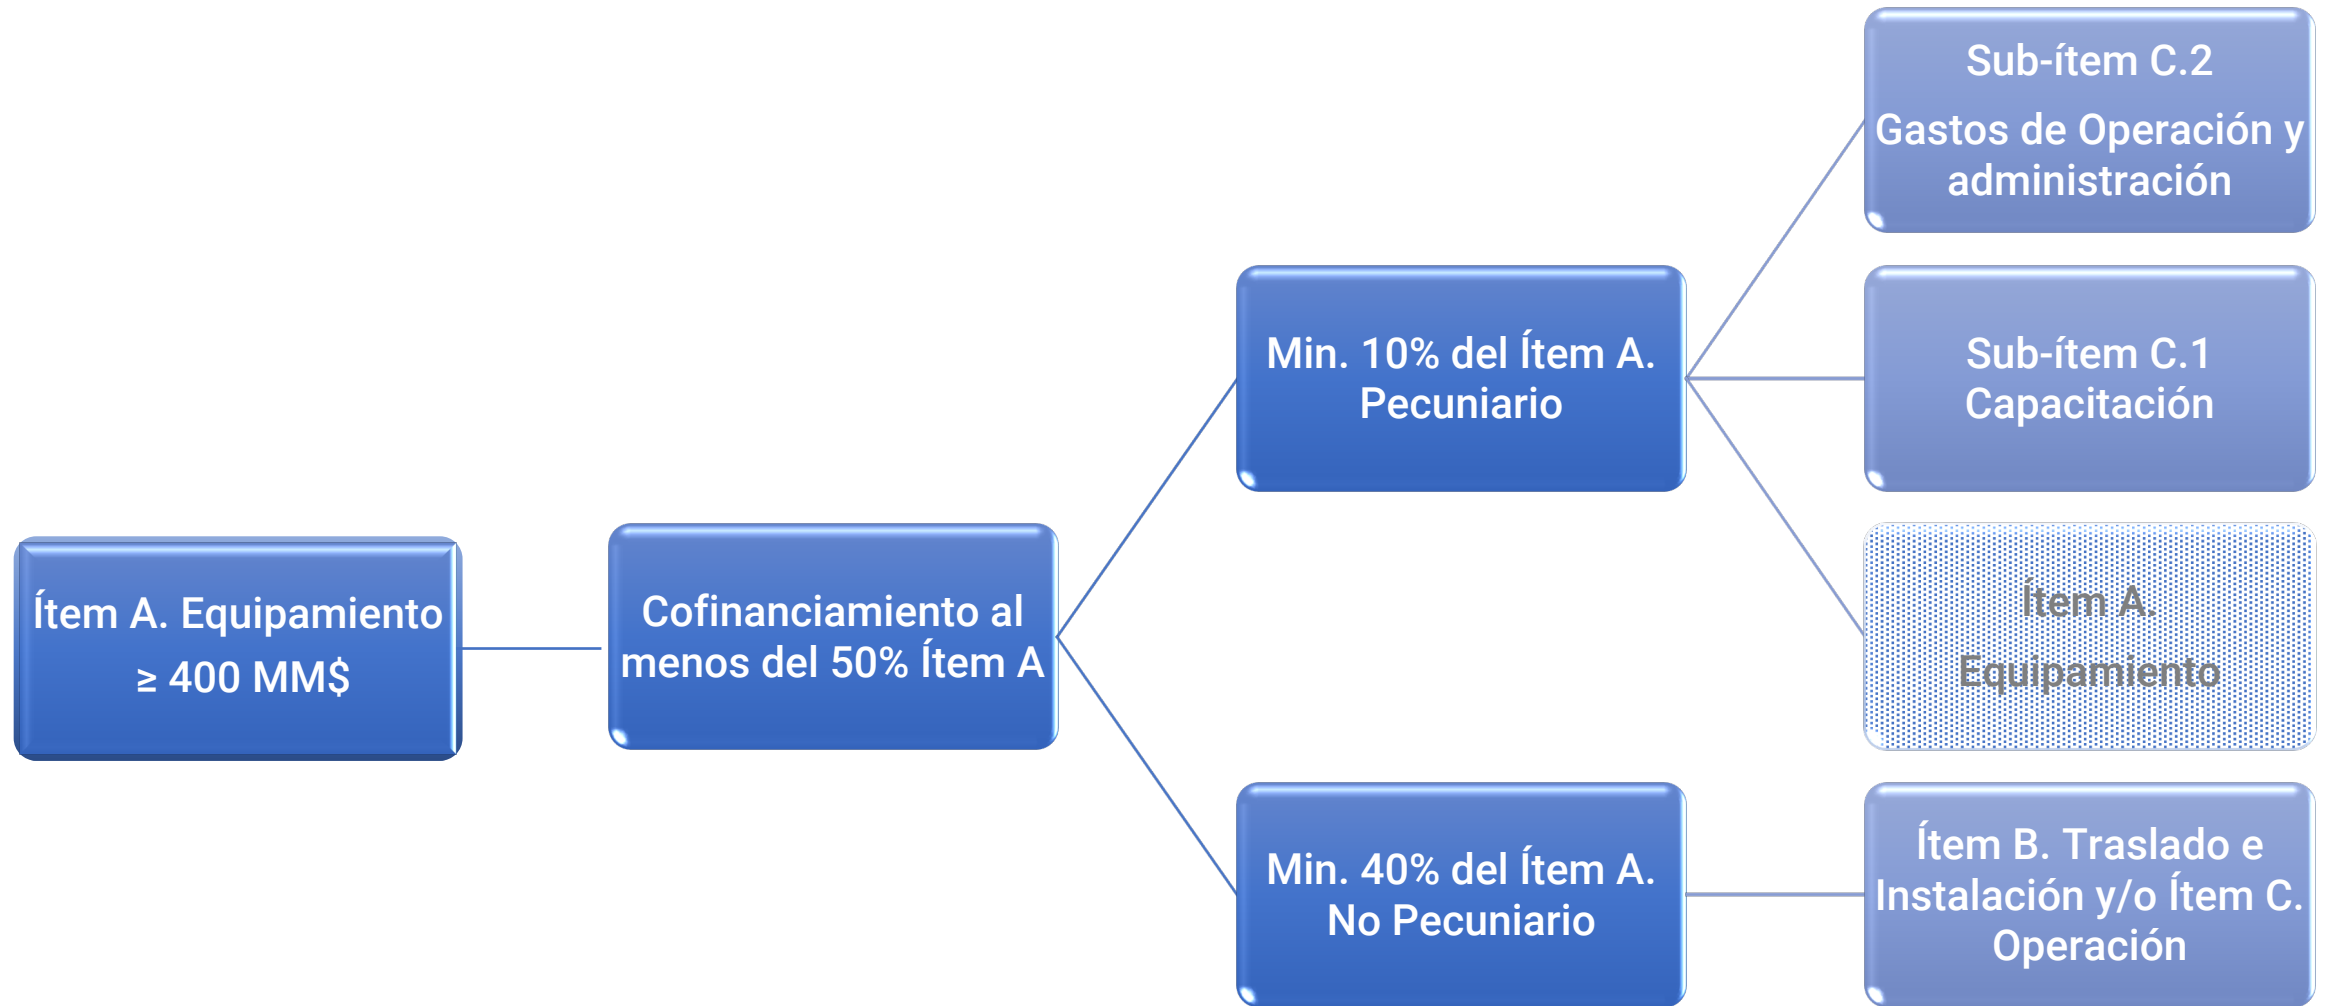 Ítem A. Equipamiento
≥ 400 MM$
Cofinanciamiento al
menos del 50% Ítem A
Min. 10% del Ítem A.
Pecuniario
Sub-ítem C.2
Gastos de Operación y
administración
Sub-ítem C.1
Capacitación
Ítem A.
Equipamiento
Min. 40% del Ítem A.
No Pecuniario
Ítem B. Traslado e
Instalación y/o Ítem C.
Operación